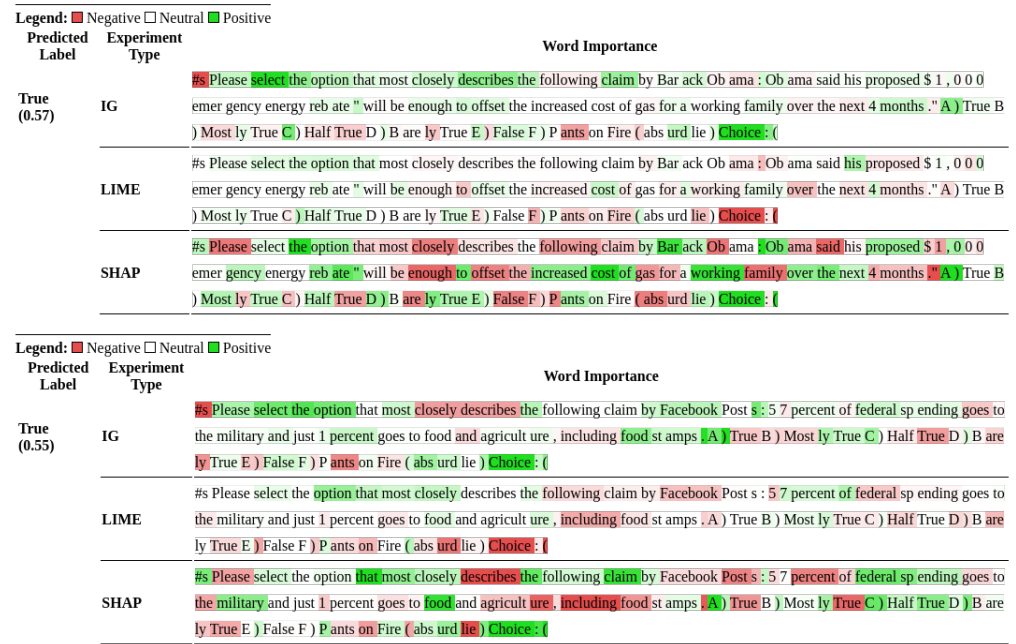 Legend: Negative Neutral Positive
Predicted Label Experiment Type Word Importance
#s Please select the option that most closely describes the following claim by Bar ack Ob ama : Ob ama said his proposed $ 1 , 0 0 0
True (0.57) IG emer gency energy reb ate " will be enough to offset the increased cost of gas for a working family over the next 4 months ." A ) True B
) Most ly True C ) Half True D ) B are ly True E ) False F ) P ants on Fire ( abs urd lie ) Choice : (
#s Please select the option that most closely describes the following claim by Bar ack Ob ama : Ob ama said his proposed $ 1 , 0 0 0
LIME emer gency energy reb ate " will be enough to offset the increased cost of gas for a working family over the next 4 months ." A ) True B
) Most ly True C ) Half True D ) B are ly True E ) False F ) P ants on Fire ( abs urd lie ) Choice : (
#s Please select the option that most closely describes the following claim by Bar ack Ob ama : Ob ama said his proposed $ 1 , 0 0 0
SHAP emer gency energy reb ate " will be enough to offset the increased cost of gas for a working family over the next 4 months ." A ) True B
) Most ly True C ) Half True D ) B are ly True E ) False F ) P ants on Fire ( abs urd lie ) Choice : (
Legend: Negative Neutral Positive
Predicted Label Experiment Type Word Importance
#s Please select the option that most closely describes the following claim by Facebook Post s : 5 7 percent of federal sp ending goes to
True (0.55) IG the military and just 1 percent goes to food and agricult ure , including food st amps . A ) True B ) Most ly True C ) Half True D ) B are
ly True E ) False F ) P ants on Fire ( abs urd lie ) Choice : (
#s Please select the option that most closely describes the following claim by Facebook Post s : 5 7 percent of federal sp ending goes to
LIME the military and just 1 percent goes to food and agricult ure , including food st amps . A ) True B ) Most ly True C ) Half True D ) B are
ly True E ) False F ) P ants on Fire ( abs urd lie ) Choice : (
#s Please select the option that most closely describes the following claim by Facebook Post s : 5 7 percent of federal sp ending goes to
SHAP the military and just 1 percent goes to food and agricult ure , including food st amps . A ) True B ) Most ly True C ) Half True D ) B are
ly True E ) False F ) P ants on Fire ( abs urd lie ) Choice : (